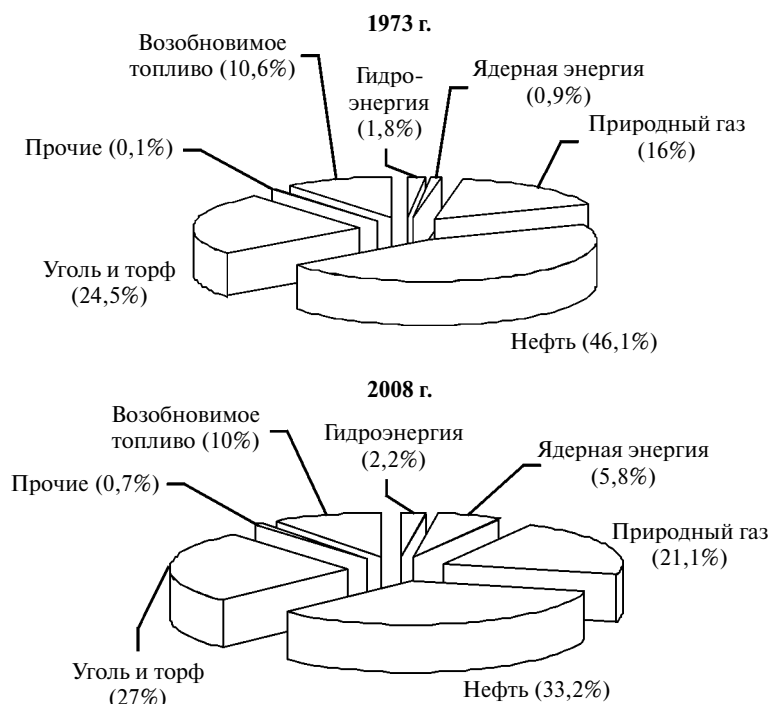 1973 г.
Возобновимое
топливо (10,6%)
Гидро-
энергия
(1,8%)
Ядерная энергия
(0,9%)
Природный газ
(16%)
Прочие (0,1%)
Уголь и торф
(24,5%)
Нефть (46,1%)
2008 г.
Возобновимое
топливо (10%)
Гидроэнергия
(2,2%)
Ядерная энергия
(5,8%)
Прочие (0,7%)
Природный газ
(21,1%)
Уголь и торф
(27%)
Нефть (33,2%)